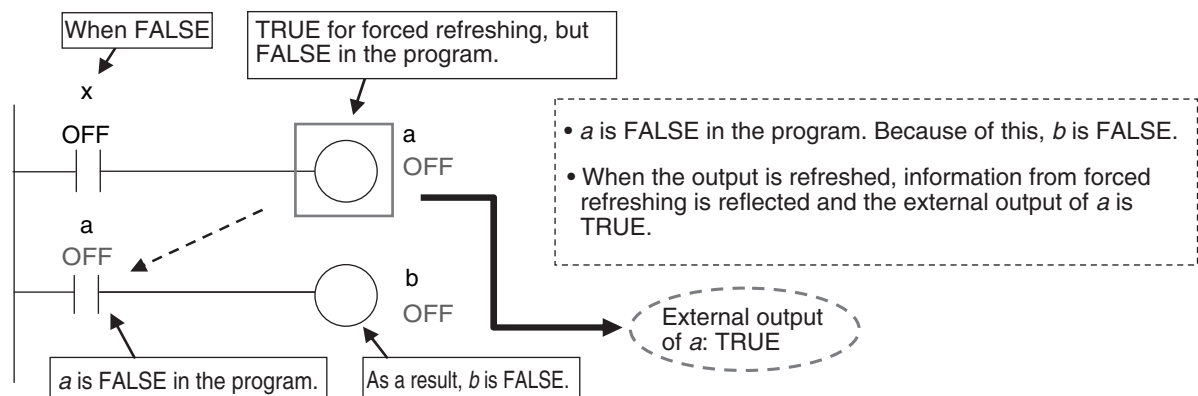 When FALSE
TRUE for forced refreshing, but
FALSE in the program.
x
OFF
a
OFF
• a is FALSE in the program. Because of this, b is FALSE.
• When the output is refreshed, information from forced
refreshing is reflected and the external output of a is
TRUE.
a
OFF
b
OFF
External output
of a: TRUE
a is FALSE in the program.
As a result, b is FALSE.